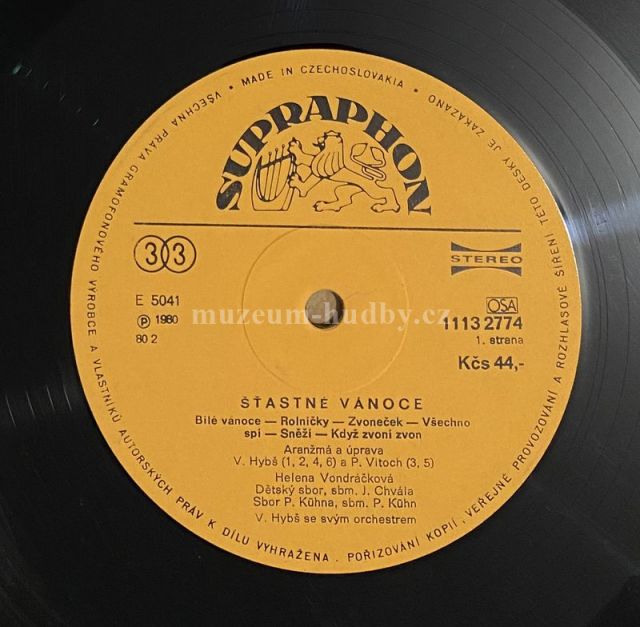 VŠECHNA PRÁVA GRAMOFONOVÉHO VÝROBCE A VLASTNÍKŮ AUTORSKÝCH PRÁV K DÍLU VYHRAŽENA . POŘIZOVÁNÍ KOPIÍ, VEŘEJNÉ PROVOZOVÁNÍ A ROZHLASOVÉ ŠÍŘENÍ TÉTO DESKY JE ZAKÁZÁNO
• MADE IN CZECHOSLOVAKIA •
SUPRAPHON
33
STEREO
E 5041
Ⓟ 1980
80 2
OSA
1113 2774
1. strana
Kčs 44,-
muzeum-hudby.cz
ŠŤASTNÉ VÁNOCE
Bílé vánoce — Rolničky — Zvoneček — Všechno
spí — Sněží — Když zvoní zvon
Aranžmá a úprava
V. Hybš (1, 2, 4, 6) a P. Vitoch (3, 5)
Helena Vondráčková
Dětský sbor, sbm. J. Chvála
Sbor P. Kühna, sbm. P. Kühn
V. Hybš se svým orchestrem